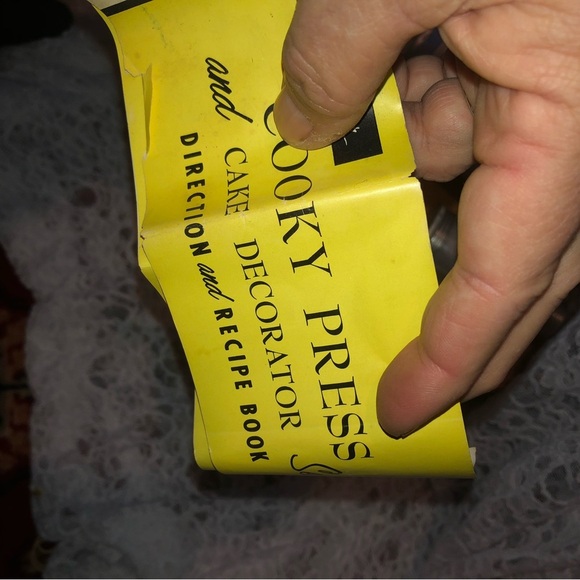 COOKY PRESS
and
CAKE DECORATOR
DIRECTION and RECIPE BOOK